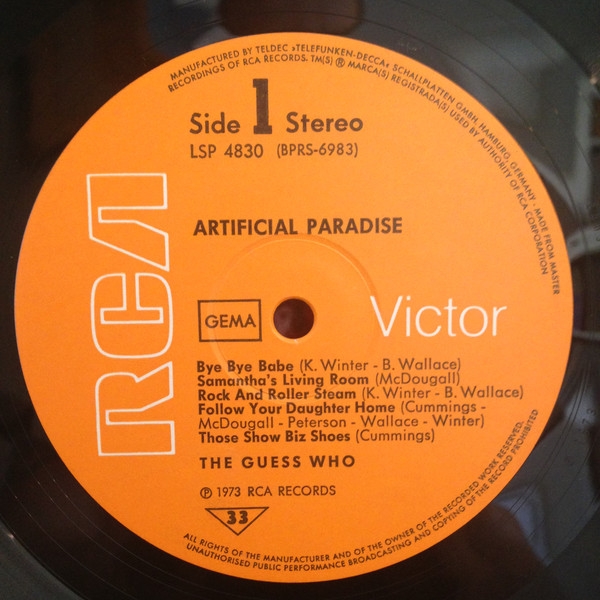 MANUFACTURED BY TELDEC »TELEFUNKEN-DECCA« SCHALLPLATTEN GMBH, HAMBURG, GERMANY - MADE FROM MASTER
RECORDINGS OF RCA RECORDS. TM(S) ® MARCA(S) REGISTRADA(S) USED BY AUTHORITY OF RCA CORPORATION
Side 1 Stereo
LSP 4830 (BPRS-6983)
ARTIFICIAL PARADISE
RCA
GEMA
Victor
Bye Bye Babe (K. Winter - B. Wallace)
Samantha's Living Room (McDougall)
Rock And Roller Steam (K. Winter - B. Wallace)
Follow Your Daughter Home (Cummings -
McDougall - Peterson - Wallace - Winter)
Those Show Biz Shoes (Cummings)
THE GUESS WHO
℗ 1973 RCA RECORDS
33
ALL RIGHTS OF THE MANUFACTURER AND OF THE OWNER OF THE RECORDED WORK RESERVED.
UNAUTHORISED PUBLIC PERFORMANCE BROADCASTING AND COPYING OF THE RECORD PROHIBITED